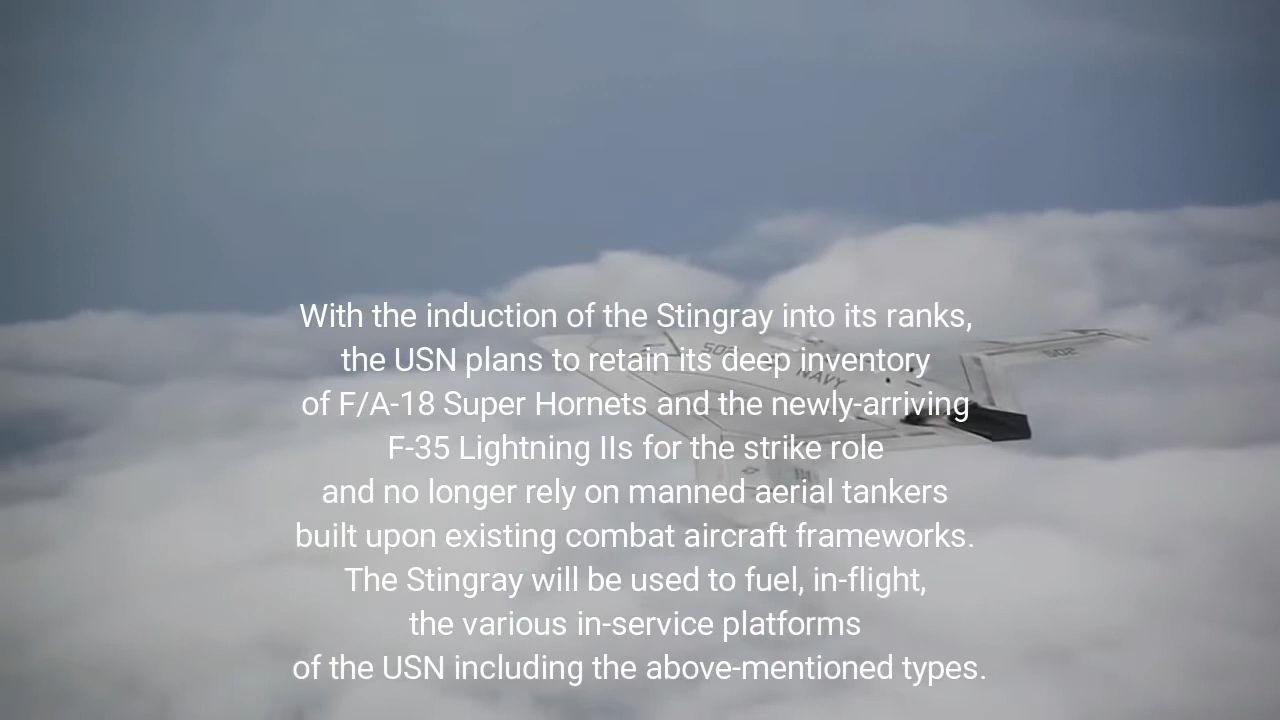 With the induction of the Stingray into its ranks,
the USN plans to retain its deep inventory
of F/A-18 Super Hornets and the newly-arriving
F-35 Lightning IIs for the strike role
and no longer rely on manned aerial tankers
built upon existing combat aircraft frameworks.
The Stingray will be used to fuel, in-flight,
the various in-service platforms
of the USN including the above-mentioned types.
502
NAVY
502